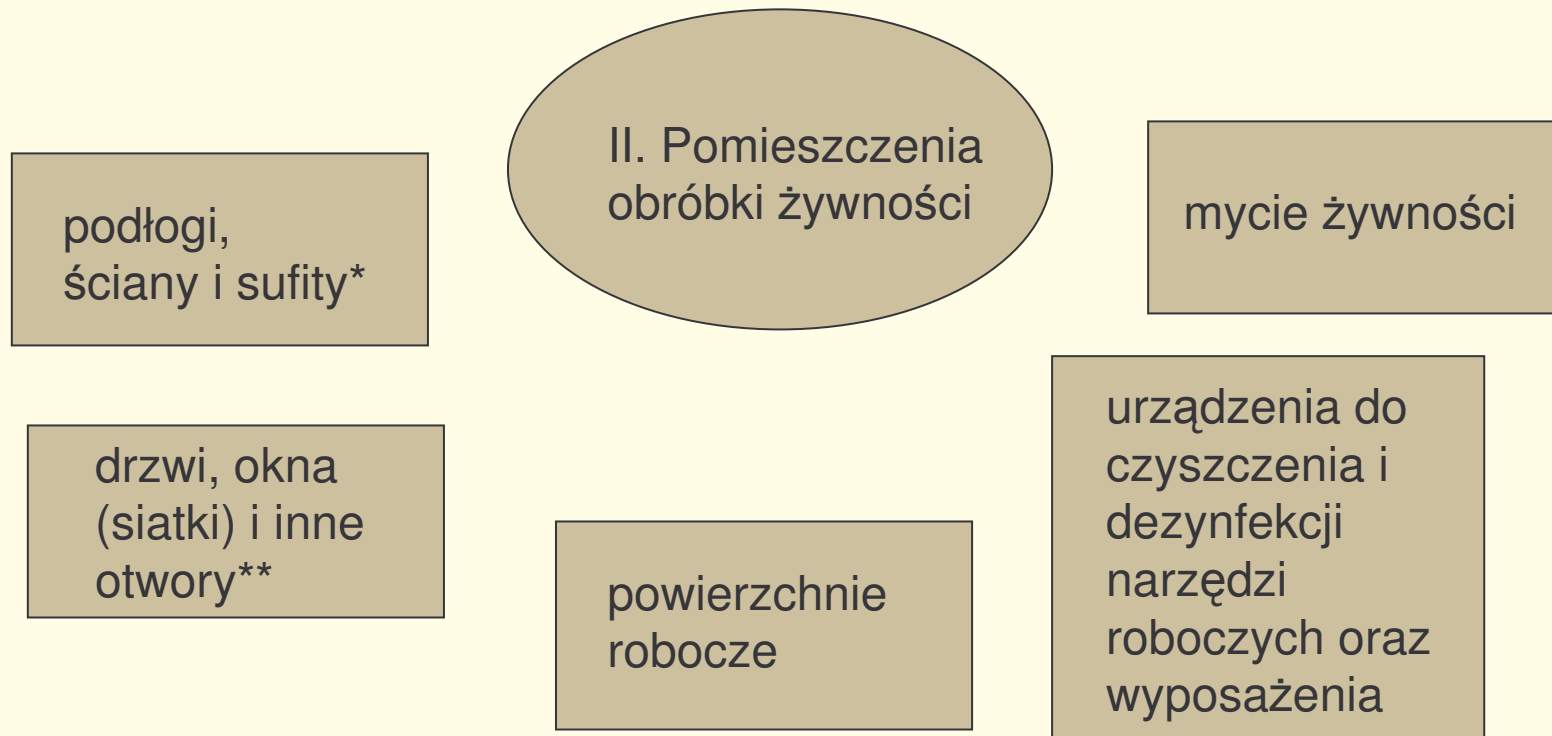 II. Pomieszczenia
obróbki żywności
podłogi,
ściany i sufity*
mycie żywności
drzwi, okna
(siatki) i inne
otwory**
powierzchnie
robocze
urządzenia do
czyszczenia i
dezynfekcji
narzędzi
roboczych oraz
wyposażenia